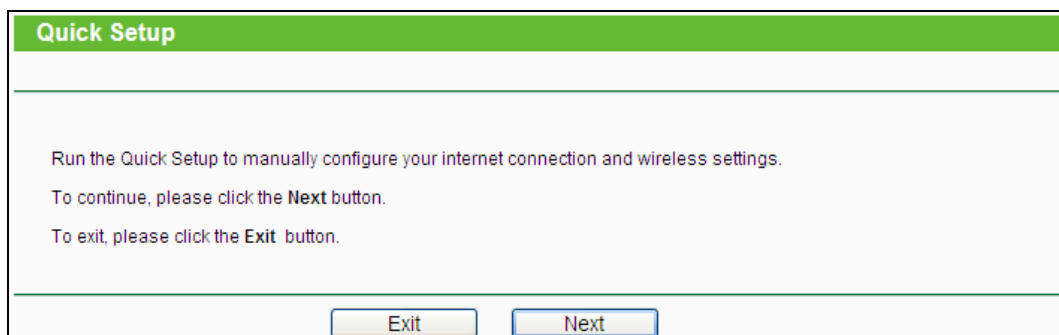 Quick Setup
Run the Quick Setup to manually configure your internet connection and wireless settings.
To continue, please click the Next button.
To exit, please click the Exit button.
Exit Next